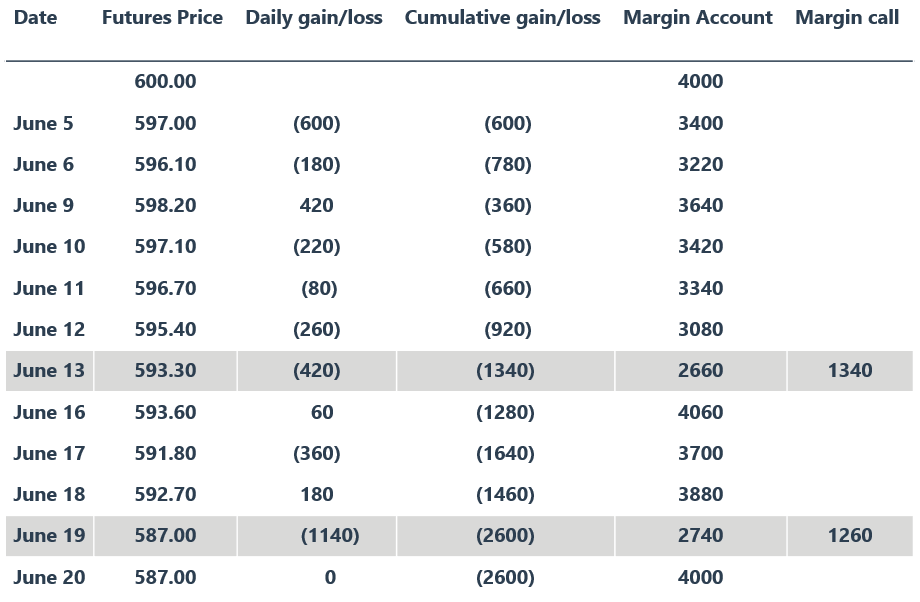 Date Futures Price Daily gain/loss Cumulative gain/loss Margin Account Margin call
600.00 4000
June 5 597.00 (600) (600) 3400
June 6 596.10 (180) (780) 3220
June 9 598.20 420 (360) 3640
June 10 597.10 (220) (580) 3420
June 11 596.70 (80) (660) 3340
June 12 595.40 (260) (920) 3080
June 13 593.30 (420) (1340) 2660 1340
June 16 593.60 60 (1280) 4060
June 17 591.80 (360) (1640) 3700
June 18 592.70 180 (1460) 3880
June 19 587.00 (1140) (2600) 2740 1260
June 20 587.00 0 (2600) 4000